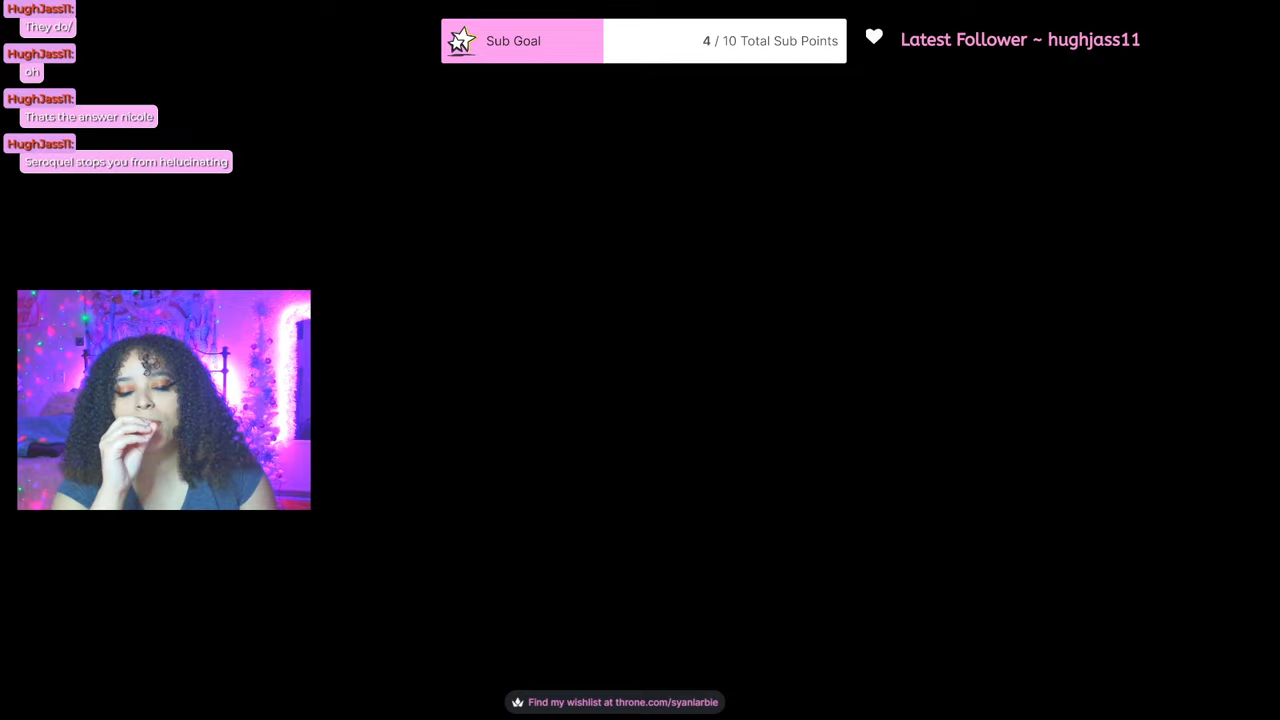 HughJass11:
They do/
HughJass11:
oh
HughJass11:
Thats the answer nicole
HughJass11:
Seroquel stops you from helucinating
Sub Goal
4 / 10 Total Sub Points
Latest Follower ~ hughjass11
Find my wishlist at throne.com/syanlarbie